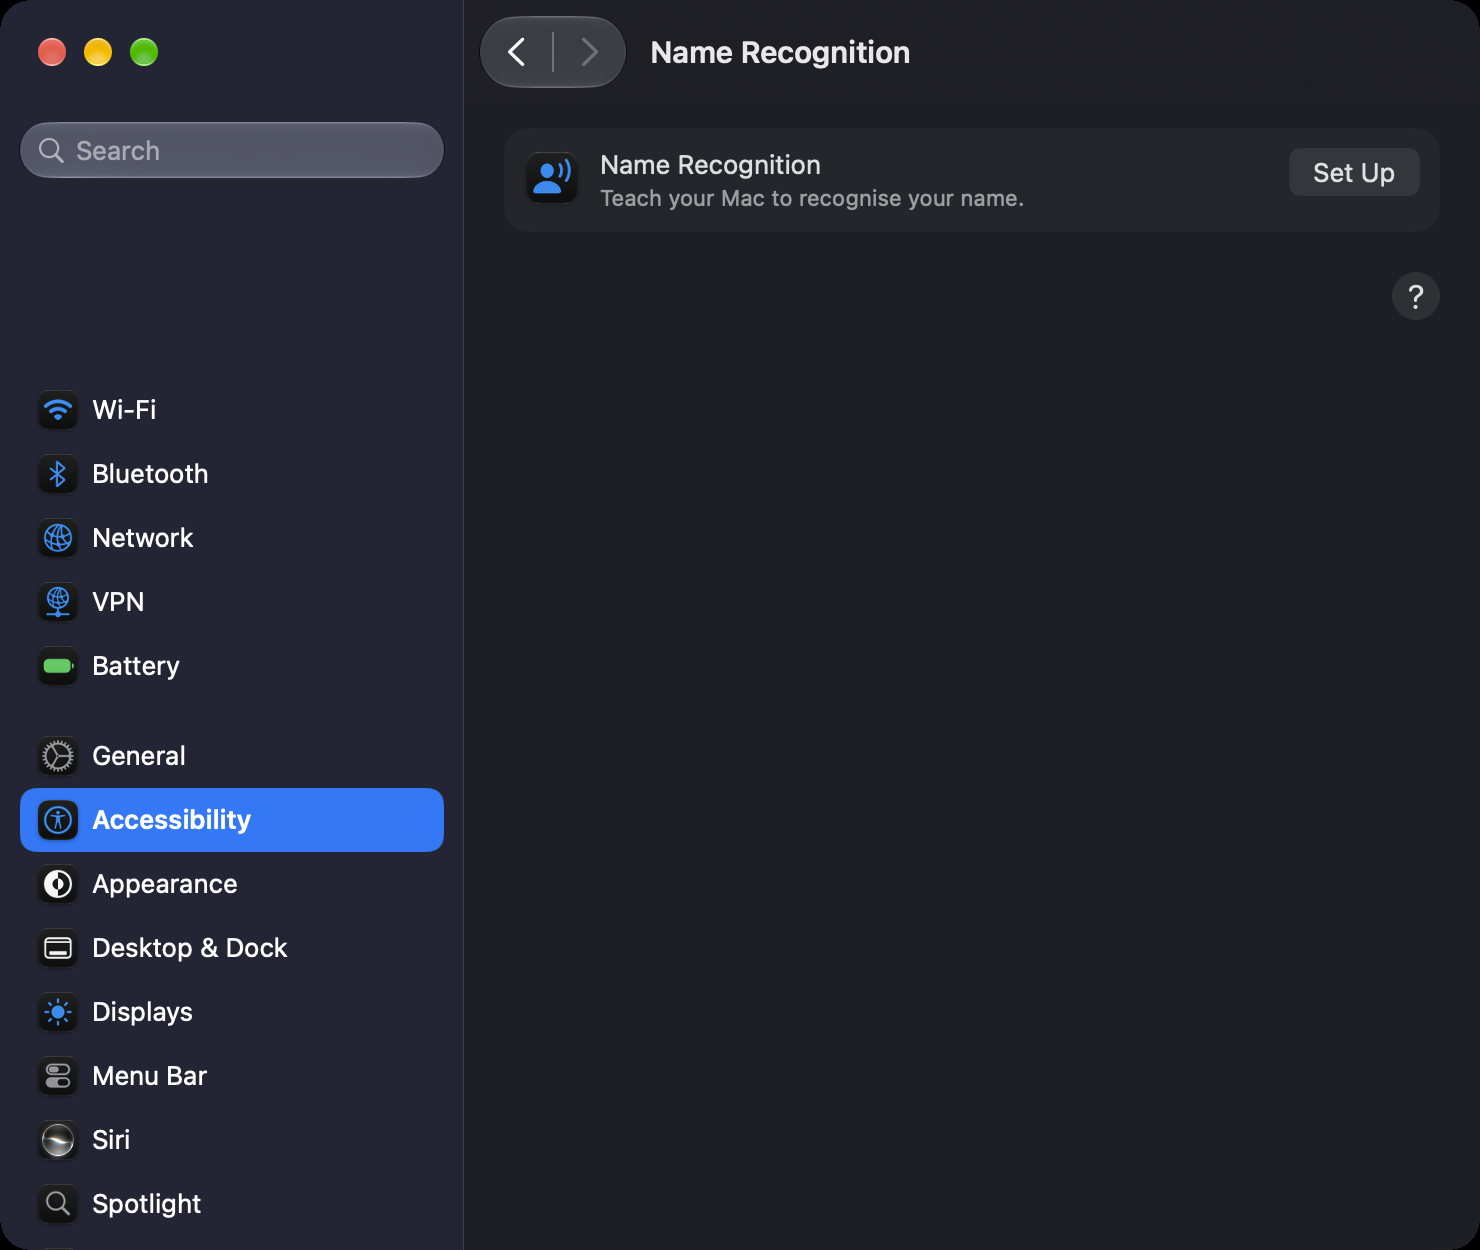 Search
Wi-Fi
Bluetooth
Network
VPN
Battery
General
Accessibility
Appearance
Desktop & Dock
Displays
Menu Bar
Siri
Spotlight
Name Recognition
Name Recognition
Teach your Mac to recognise your name.
Set Up
?